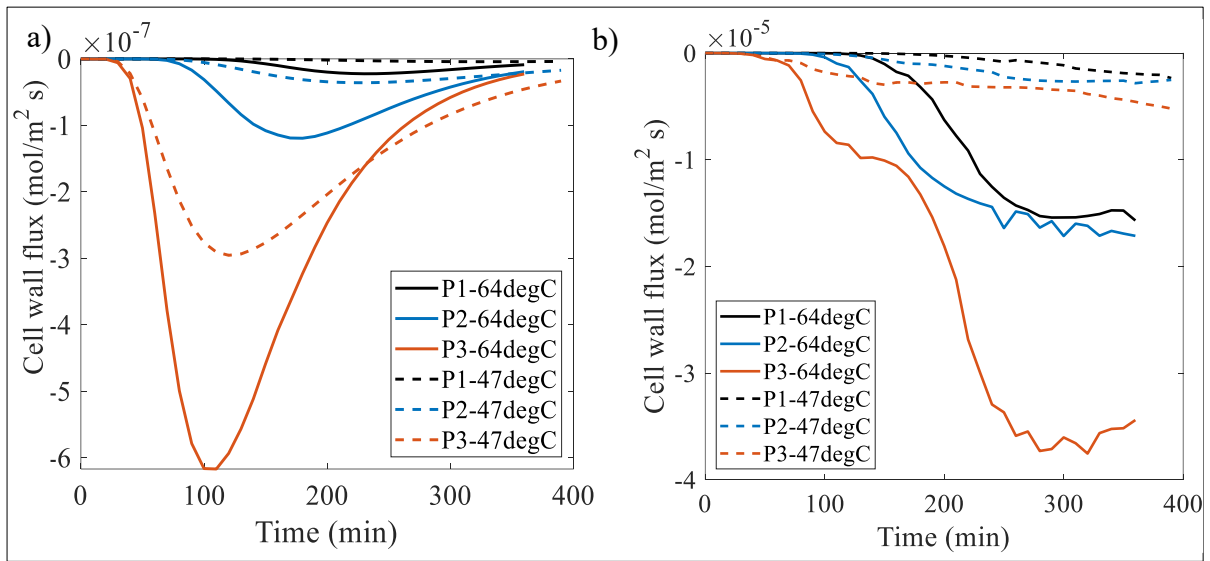 a)
×10⁻⁷
0
-1
-2
-3
-4
-5
-6
Cell wall flux (mol/m² s)
0 100 200 300 400
Time (min)
P1-64degC
P2-64degC
P3-64degC
P1-47degC
P2-47degC
P3-47degC
b)
×10⁻⁵
0
-1
-2
-3
-4
Cell wall flux (mol/m² s)
0 100 200 300 400
Time (min)
P1-64degC
P2-64degC
P3-64degC
P1-47degC
P2-47degC
P3-47degC